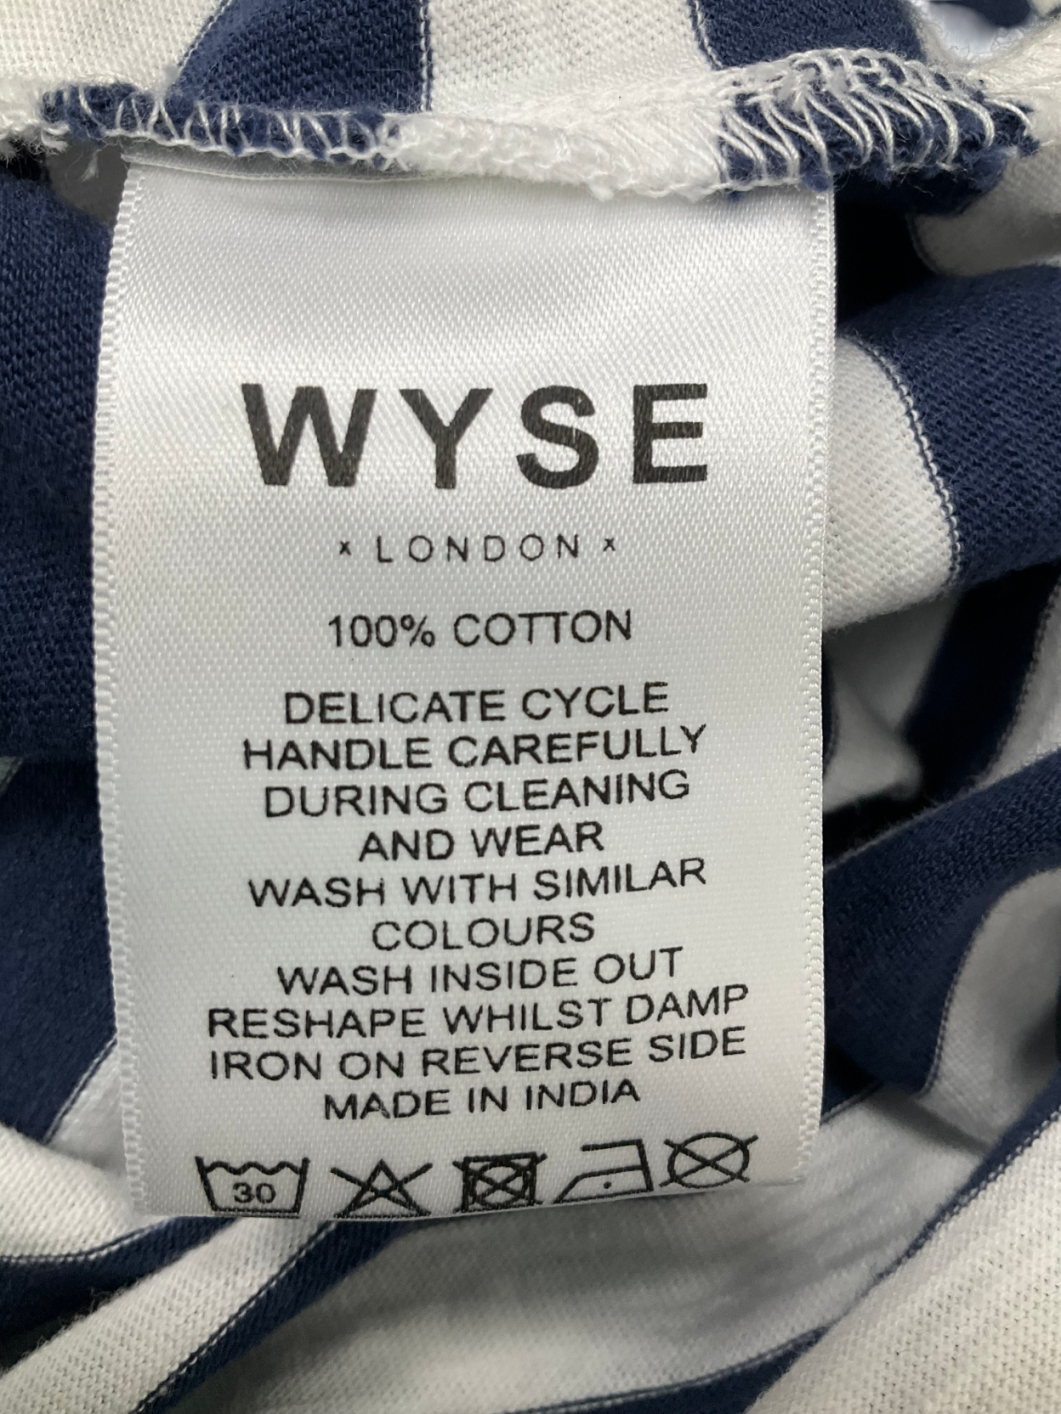 WYSE
x LONDON x
100% COTTON
DELICATE CYCLE
HANDLE CAREFULLY
DURING CLEANING
AND WEAR
WASH WITH SIMILAR
COLOURS
WASH INSIDE OUT
RESHAPE WHILST DAMP
IRON ON REVERSE SIDE
MADE IN INDIA
30